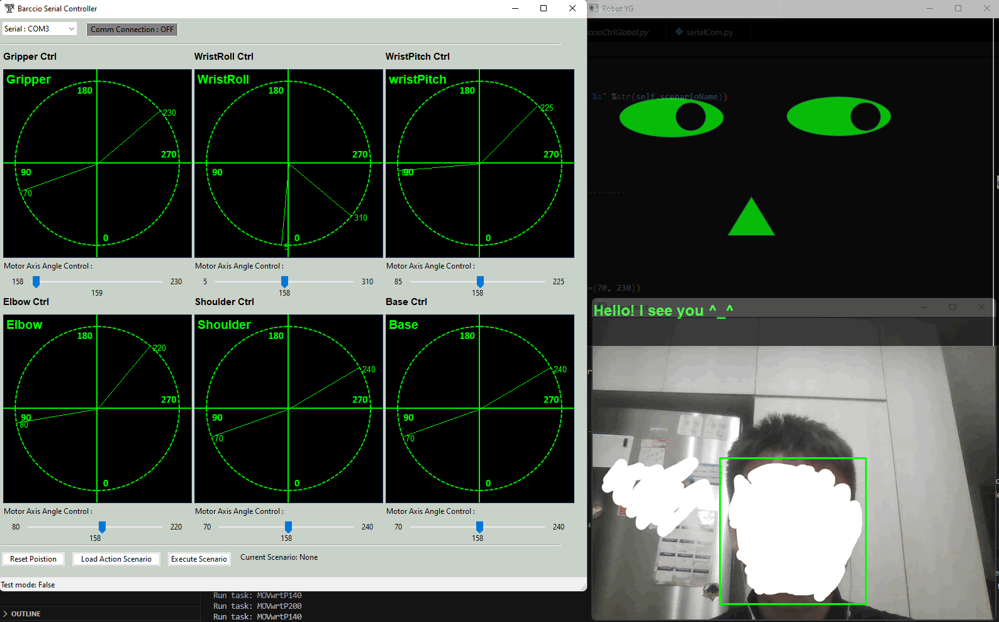 Barccio Serial Controller
Serial : COM3
Comm Connection : OFF
Gripper Ctrl
WristRoll Ctrl
WristPitch Ctrl
Gripper
180
230
270
90
70
0
WristRoll
180
270
90
310
5
0
wristPitch
180
225
270
90
0
Motor Axis Angle Control :
Motor Axis Angle Control :
Motor Axis Angle Control :
158
230
159
5
310
158
85
225
158
Elbow Ctrl
Shoulder Ctrl
Base Ctrl
Elbow
180
220
270
90
80
0
Shoulder
180
240
270
90
70
0
Base
180
240
270
90
70
0
Motor Axis Angle Control :
Motor Axis Angle Control :
Motor Axis Angle Control :
80
220
158
70
240
158
70
240
158
Reset Poistion
Load Action Scenario
Execute Scenario
Current Scenario: None
Test mode: False
Run task: MOVwrtP140
Run task: MOVwrtP200
Run task: MOVwrtP140
OUTLINE
Robot YG
ccioCtrlGlobal.py
serialCom.py
%s" %str(self.scenarioName))
=(70, 230))
Hello! I see you ^_^